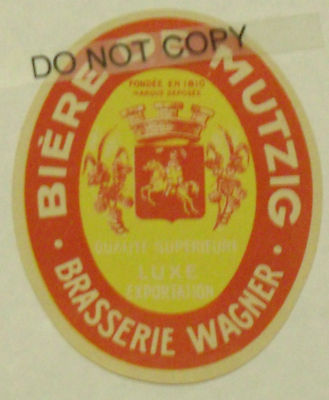 DO NOT COPY
BIÈRE DE MUTZIG
FONDÉE EN 1810
MARQUE DÉPOSÉE
QUALITÉ SUPÉRIEURE
LUXE
EXPORTATION
BRASSERIE WAGNER